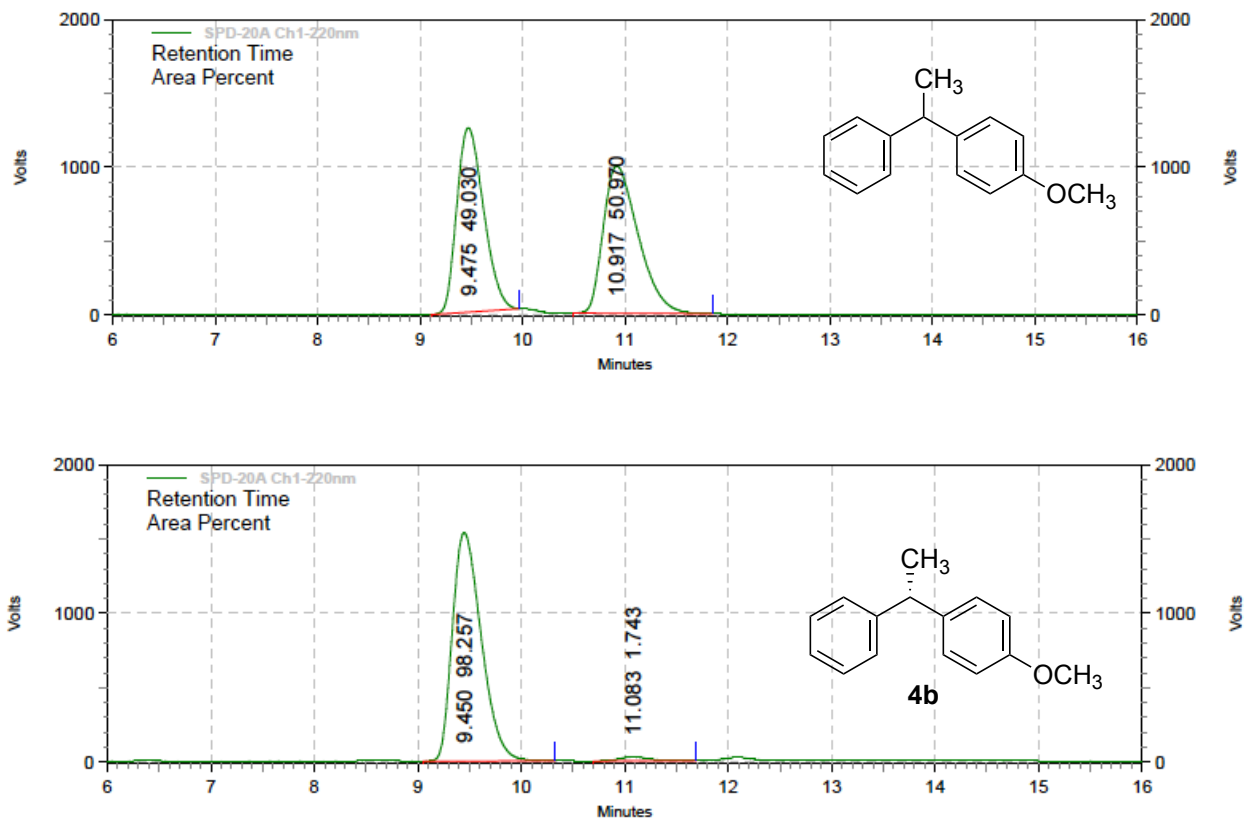 2000
2000
SPD-20A Ch1-220nm
Retention Time
Area Percent
CH3
OCH3
Volts
1000
1000
Volts
9.475 49.030
10.917 50.970
0
0
6 7 8 9 10 11 12 13 14 15 16
Minutes
2000
2000
SPD-20A Ch1-220nm
Retention Time
Area Percent
CH3
OCH3
4b
Volts
1000
1000
Volts
9.450 98.257
11.083 1.743
0
0
6 7 8 9 10 11 12 13 14 15 16
Minutes